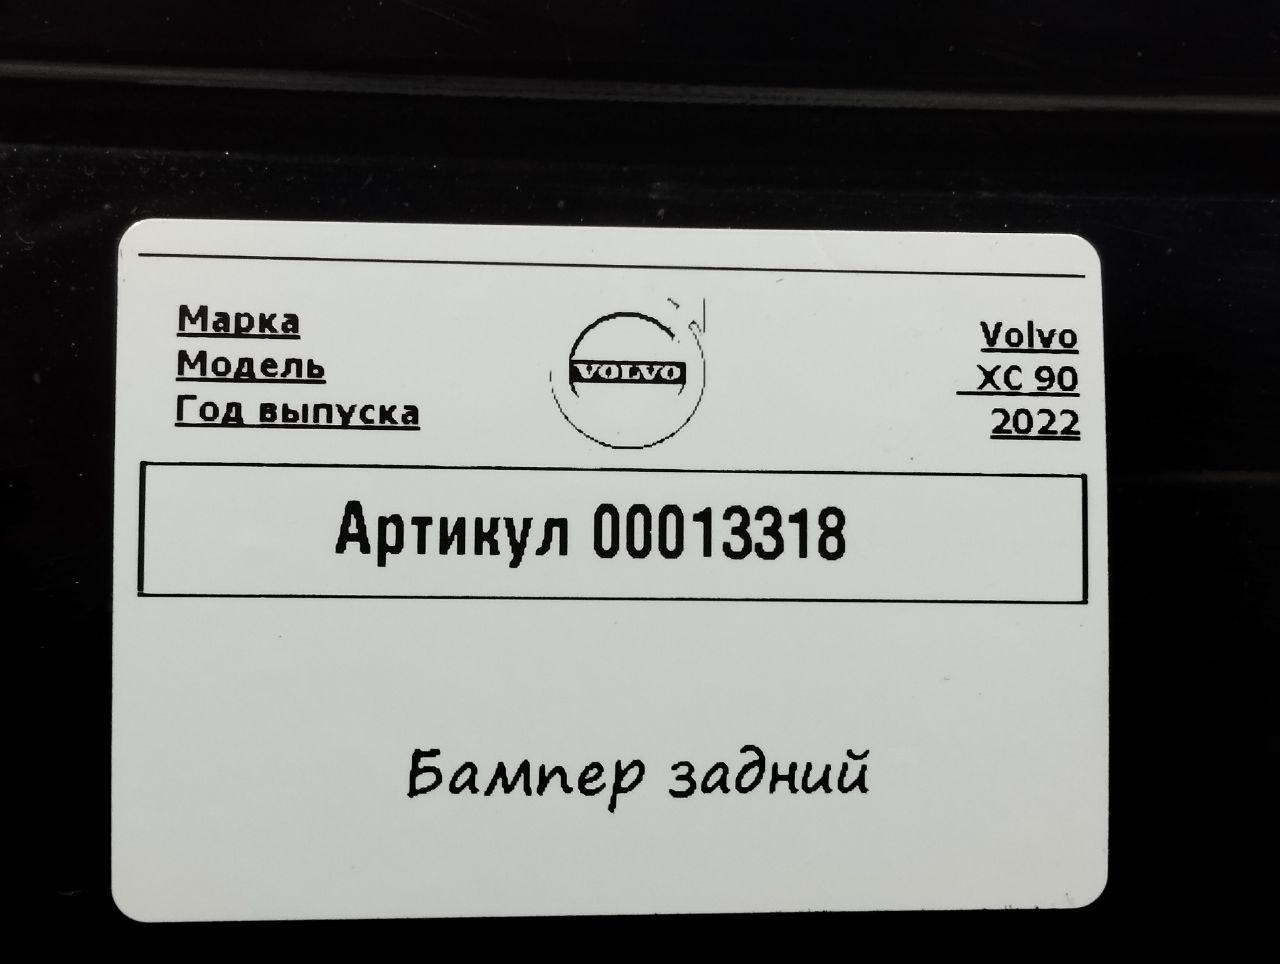 Марка
Модель
Год выпуска
VOLVO
Volvo
XC 90
2022
Артикул 00013318
Бампер задний